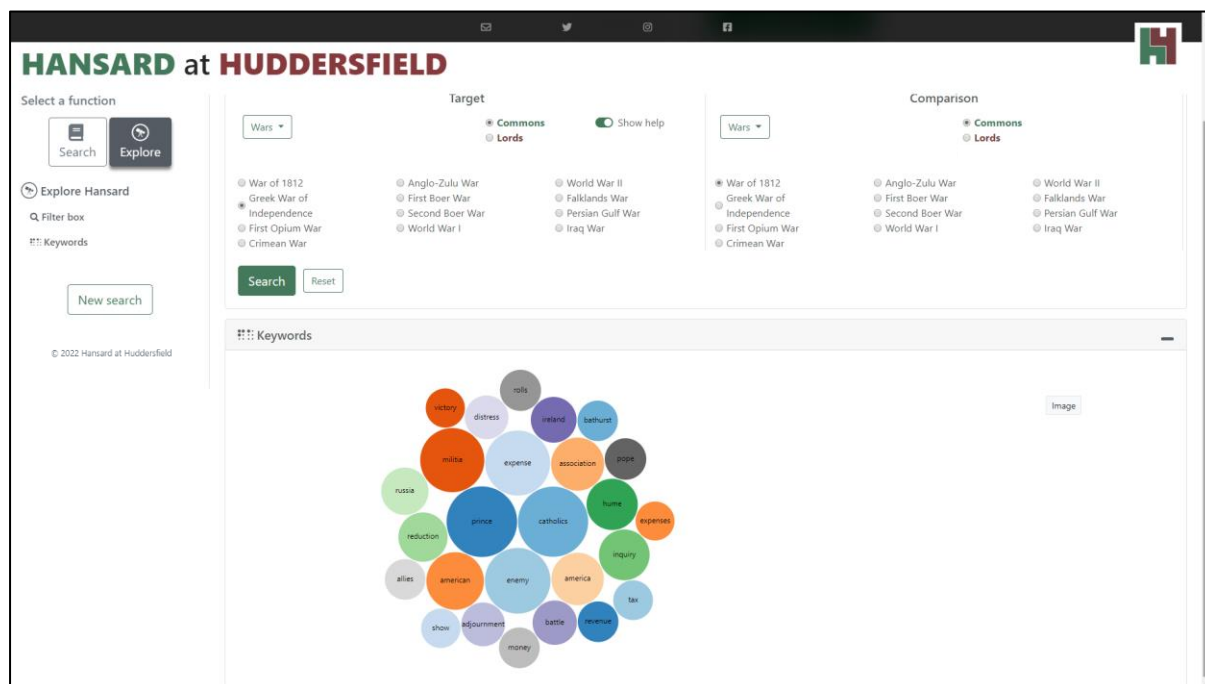 HANSARD at HUDDERSFIELD
Select a function
Search
Explore
Explore Hansard
Filter box
Keywords
New search
© 2022 Hansard at Huddersfield
Target
Wars
Commons
Lords
Show help
War of 1812
Greek War of
Independence
First Opium War
Crimean War
Anglo-Zulu War
First Boer War
Second Boer War
World War I
World War II
Falklands War
Persian Gulf War
Iraq War
Comparison
Wars
Commons
Lords
War of 1812
Greek War of
Independence
First Opium War
Crimean War
Anglo-Zulu War
First Boer War
Second Boer War
World War I
World War II
Falklands War
Persian Gulf War
Iraq War
Search
Reset
Keywords
Image
rolls
victory
distress
ireland
bathurst
militia
expense
association
pope
russia
prince
catholics
hume
expenses
reduction
inquiry
allies
american
enemy
america
tax
show
adjournment
battle
revenue
money